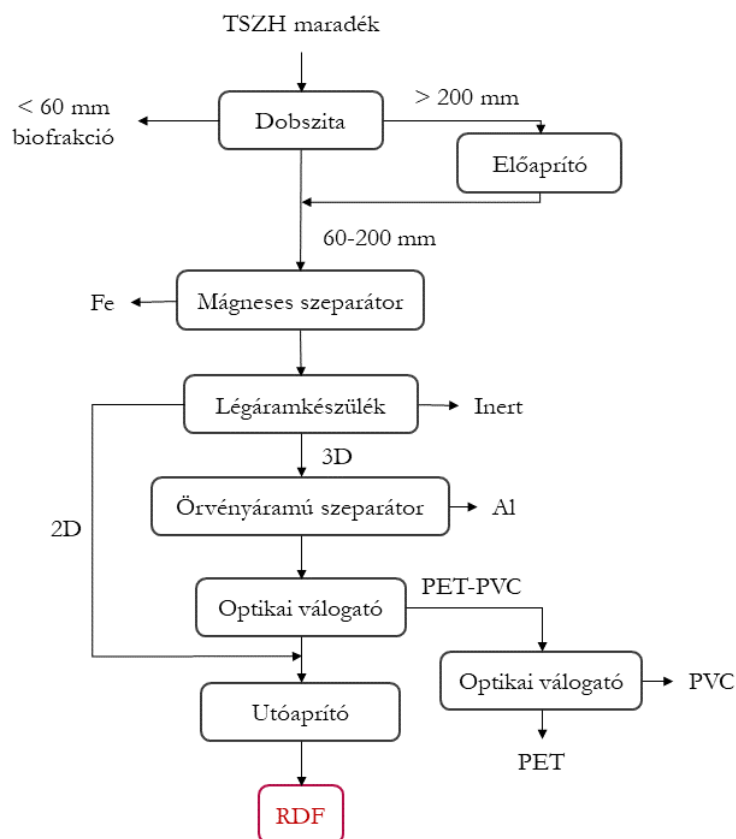 TSZH maradék
< 60 mm
biofrakció
Dobszita
> 200 mm
Előaprító
60-200 mm
Fe
Mágneses szeparátor
Légáramkészülék
Inert
3D
2D
Örvényáramú szeparátor
Al
Optikai válogató
PET-PVC
Optikai válogató
PVC
Utóaprító
PET
RDF